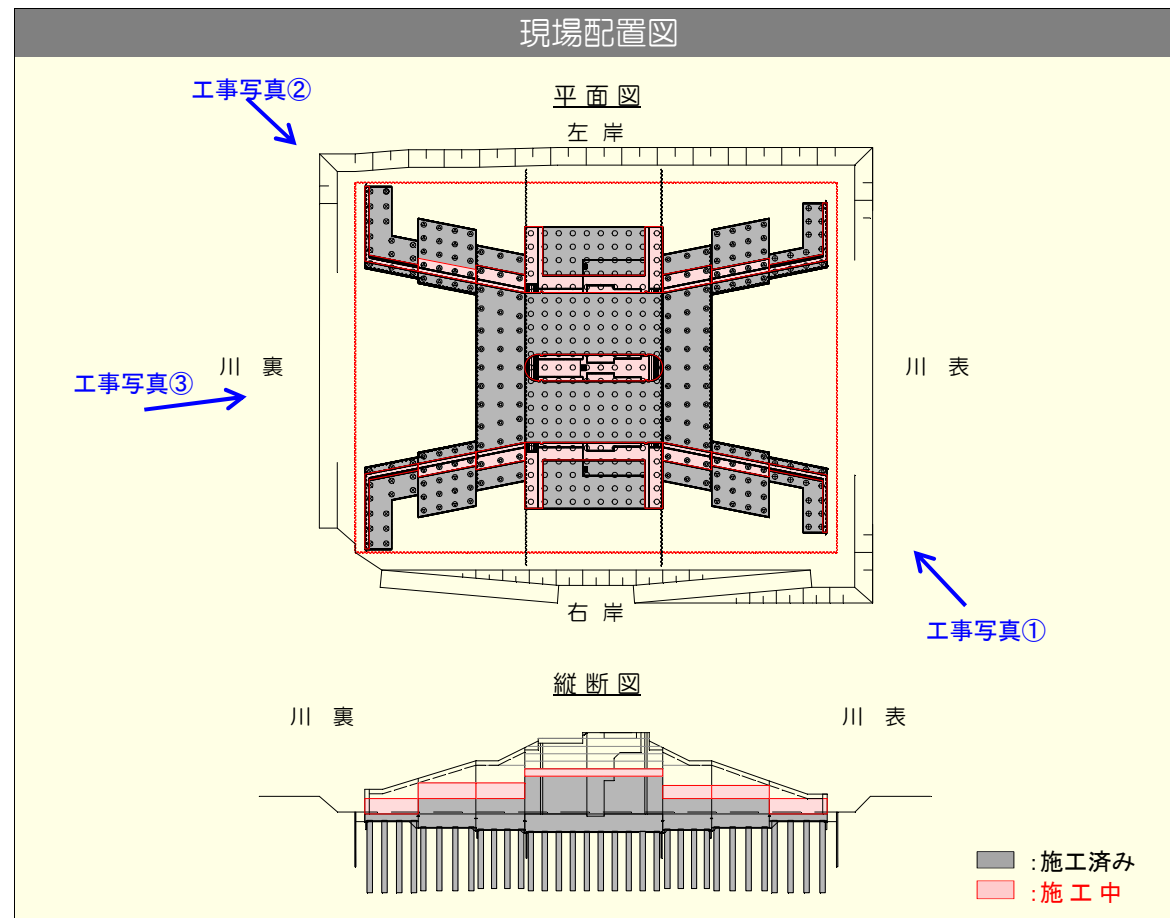 現場配置図
工事写真②
平 面 図
左 岸
川 裏
川 表
工事写真③
右 岸
工事写真①
縦 断 図
川 裏
川 表
:施工済み
:施 工 中